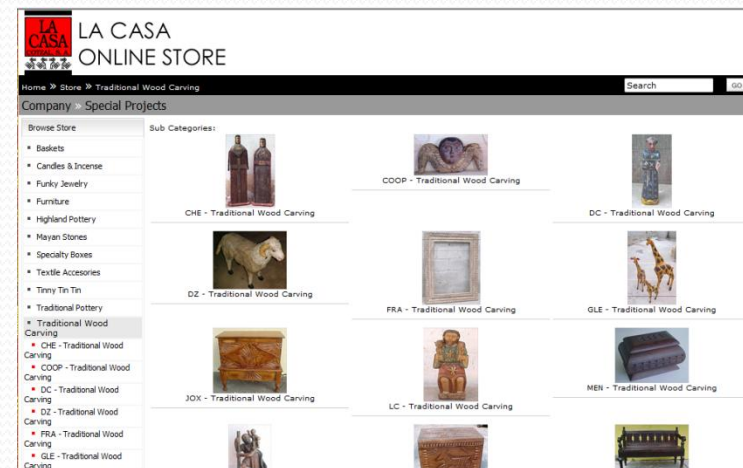 LA
CASA
COTZAL, S.A.
LA CASA
ONLINE STORE
Home » Store » Traditional Wood Carving
Search
GO
Company » Special Projects
Browse Store
Baskets
Candles & Incense
Funky Jewelry
Furniture
Highland Pottery
Mayan Stones
Specialty Boxes
Textile Accesories
Tinny Tin Tin
Traditional Pottery
Traditional Wood
Carving
CHE - Traditional Wood
Carving
COOP - Traditional Wood
Carving
DC - Traditional Wood
Carving
DZ - Traditional Wood
Carving
FRA - Traditional Wood
Carving
GLE - Traditional Wood
Carving
Sub Categories:
CHE - Traditional Wood Carving
COOP - Traditional Wood Carving
DC - Traditional Wood Carving
DZ - Traditional Wood Carving
FRA - Traditional Wood Carving
GLE - Traditional Wood Carving
JOX - Traditional Wood Carving
LC - Traditional Wood Carving
MEN - Traditional Wood Carving